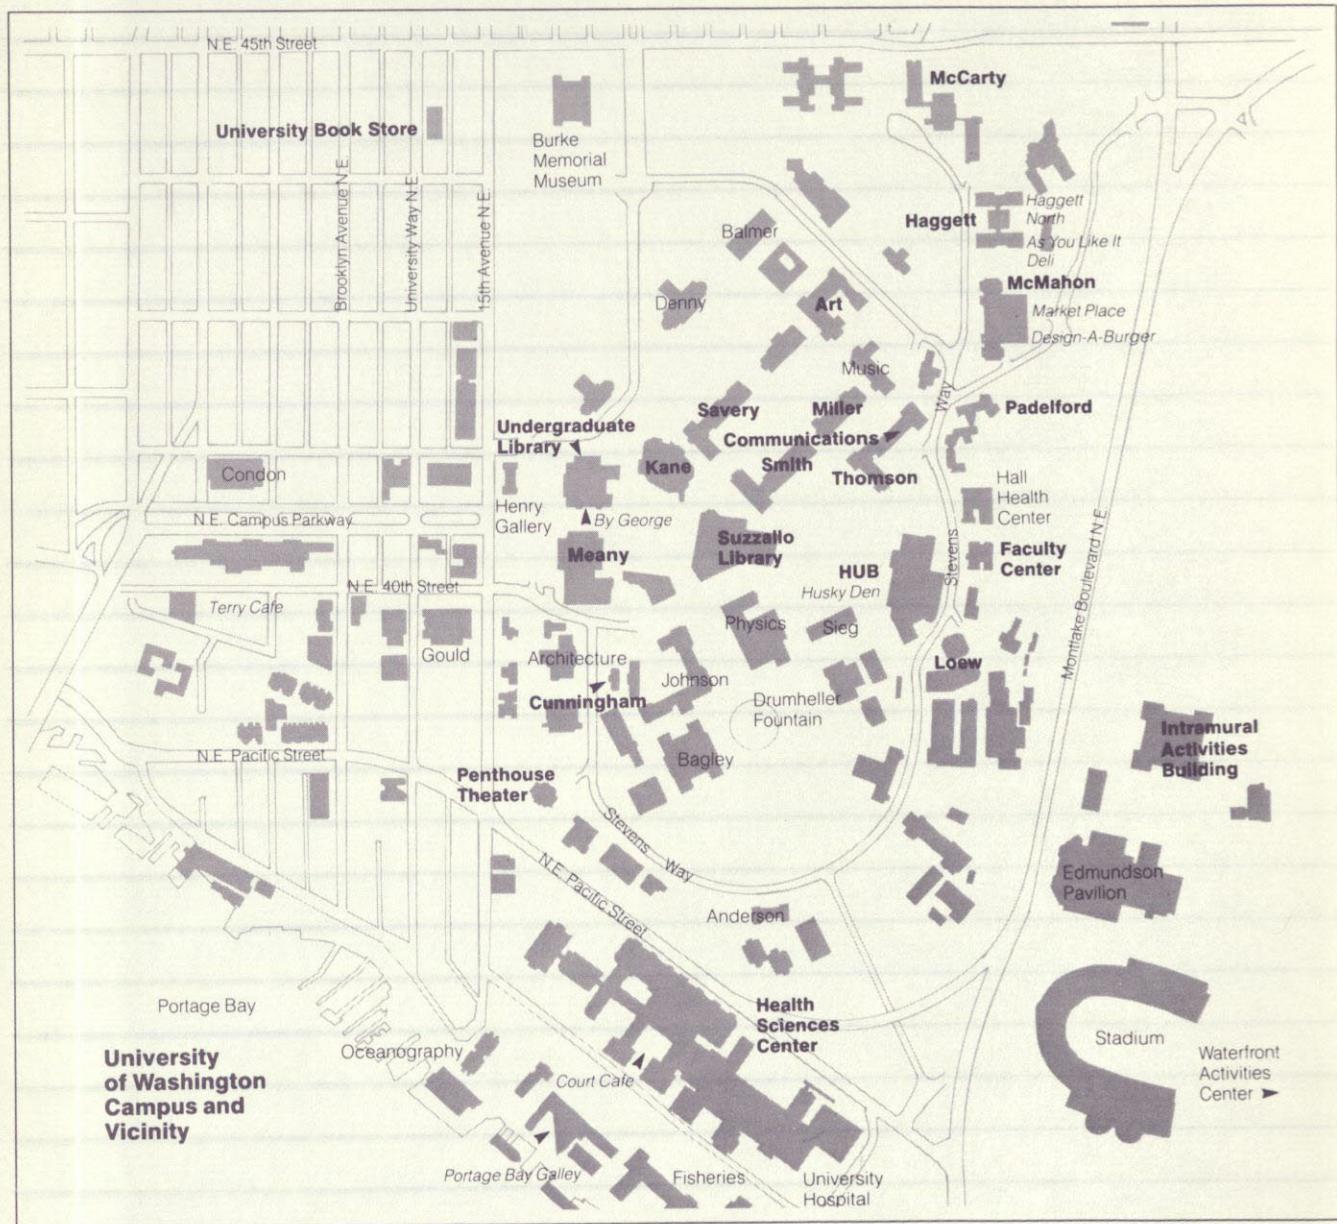 N.E. 45th Street
McCarty
University Book Store
Burke
Memorial
Museum
Brooklyn Avenue N.E.
University Way N.E.
15th Avenue N.E.
Haggett
Haggett
North
As You Like It
Deli
Balmer
Denny
Art
McMahon
Market Place
Design-A-Burger
Music
Way
Savery
Miller
Padelford
Undergraduate
Library
Communications
Kane
Smith
Thomson
Condon
Henry
Gallery
By George
Hall
Health
Center
N.E. Campus Parkway
Meany
Suzzallo
Library
HUB
Husky Den
Stevens
Faculty
Center
Montlake Boulevard N.E.
N.E. 40th Street
Terry Cafe
Gould
Architecture
Physics
Sieg
Johnson
Loew
Cunningham
Drumheller
Fountain
Intramural
Activities
Building
N.E. Pacific Street
Bagley
Penthouse
Theater
Stevens Way
N.E. Pacific Street
Edmundson
Pavilion
Anderson
Portage Bay
Health
Sciences
Center
Stadium
Oceanography
Court Cafe
Waterfront
Activities
Center
University
of Washington
Campus and
Vicinity
Portage Bay Galley
Fisheries
University
Hospital